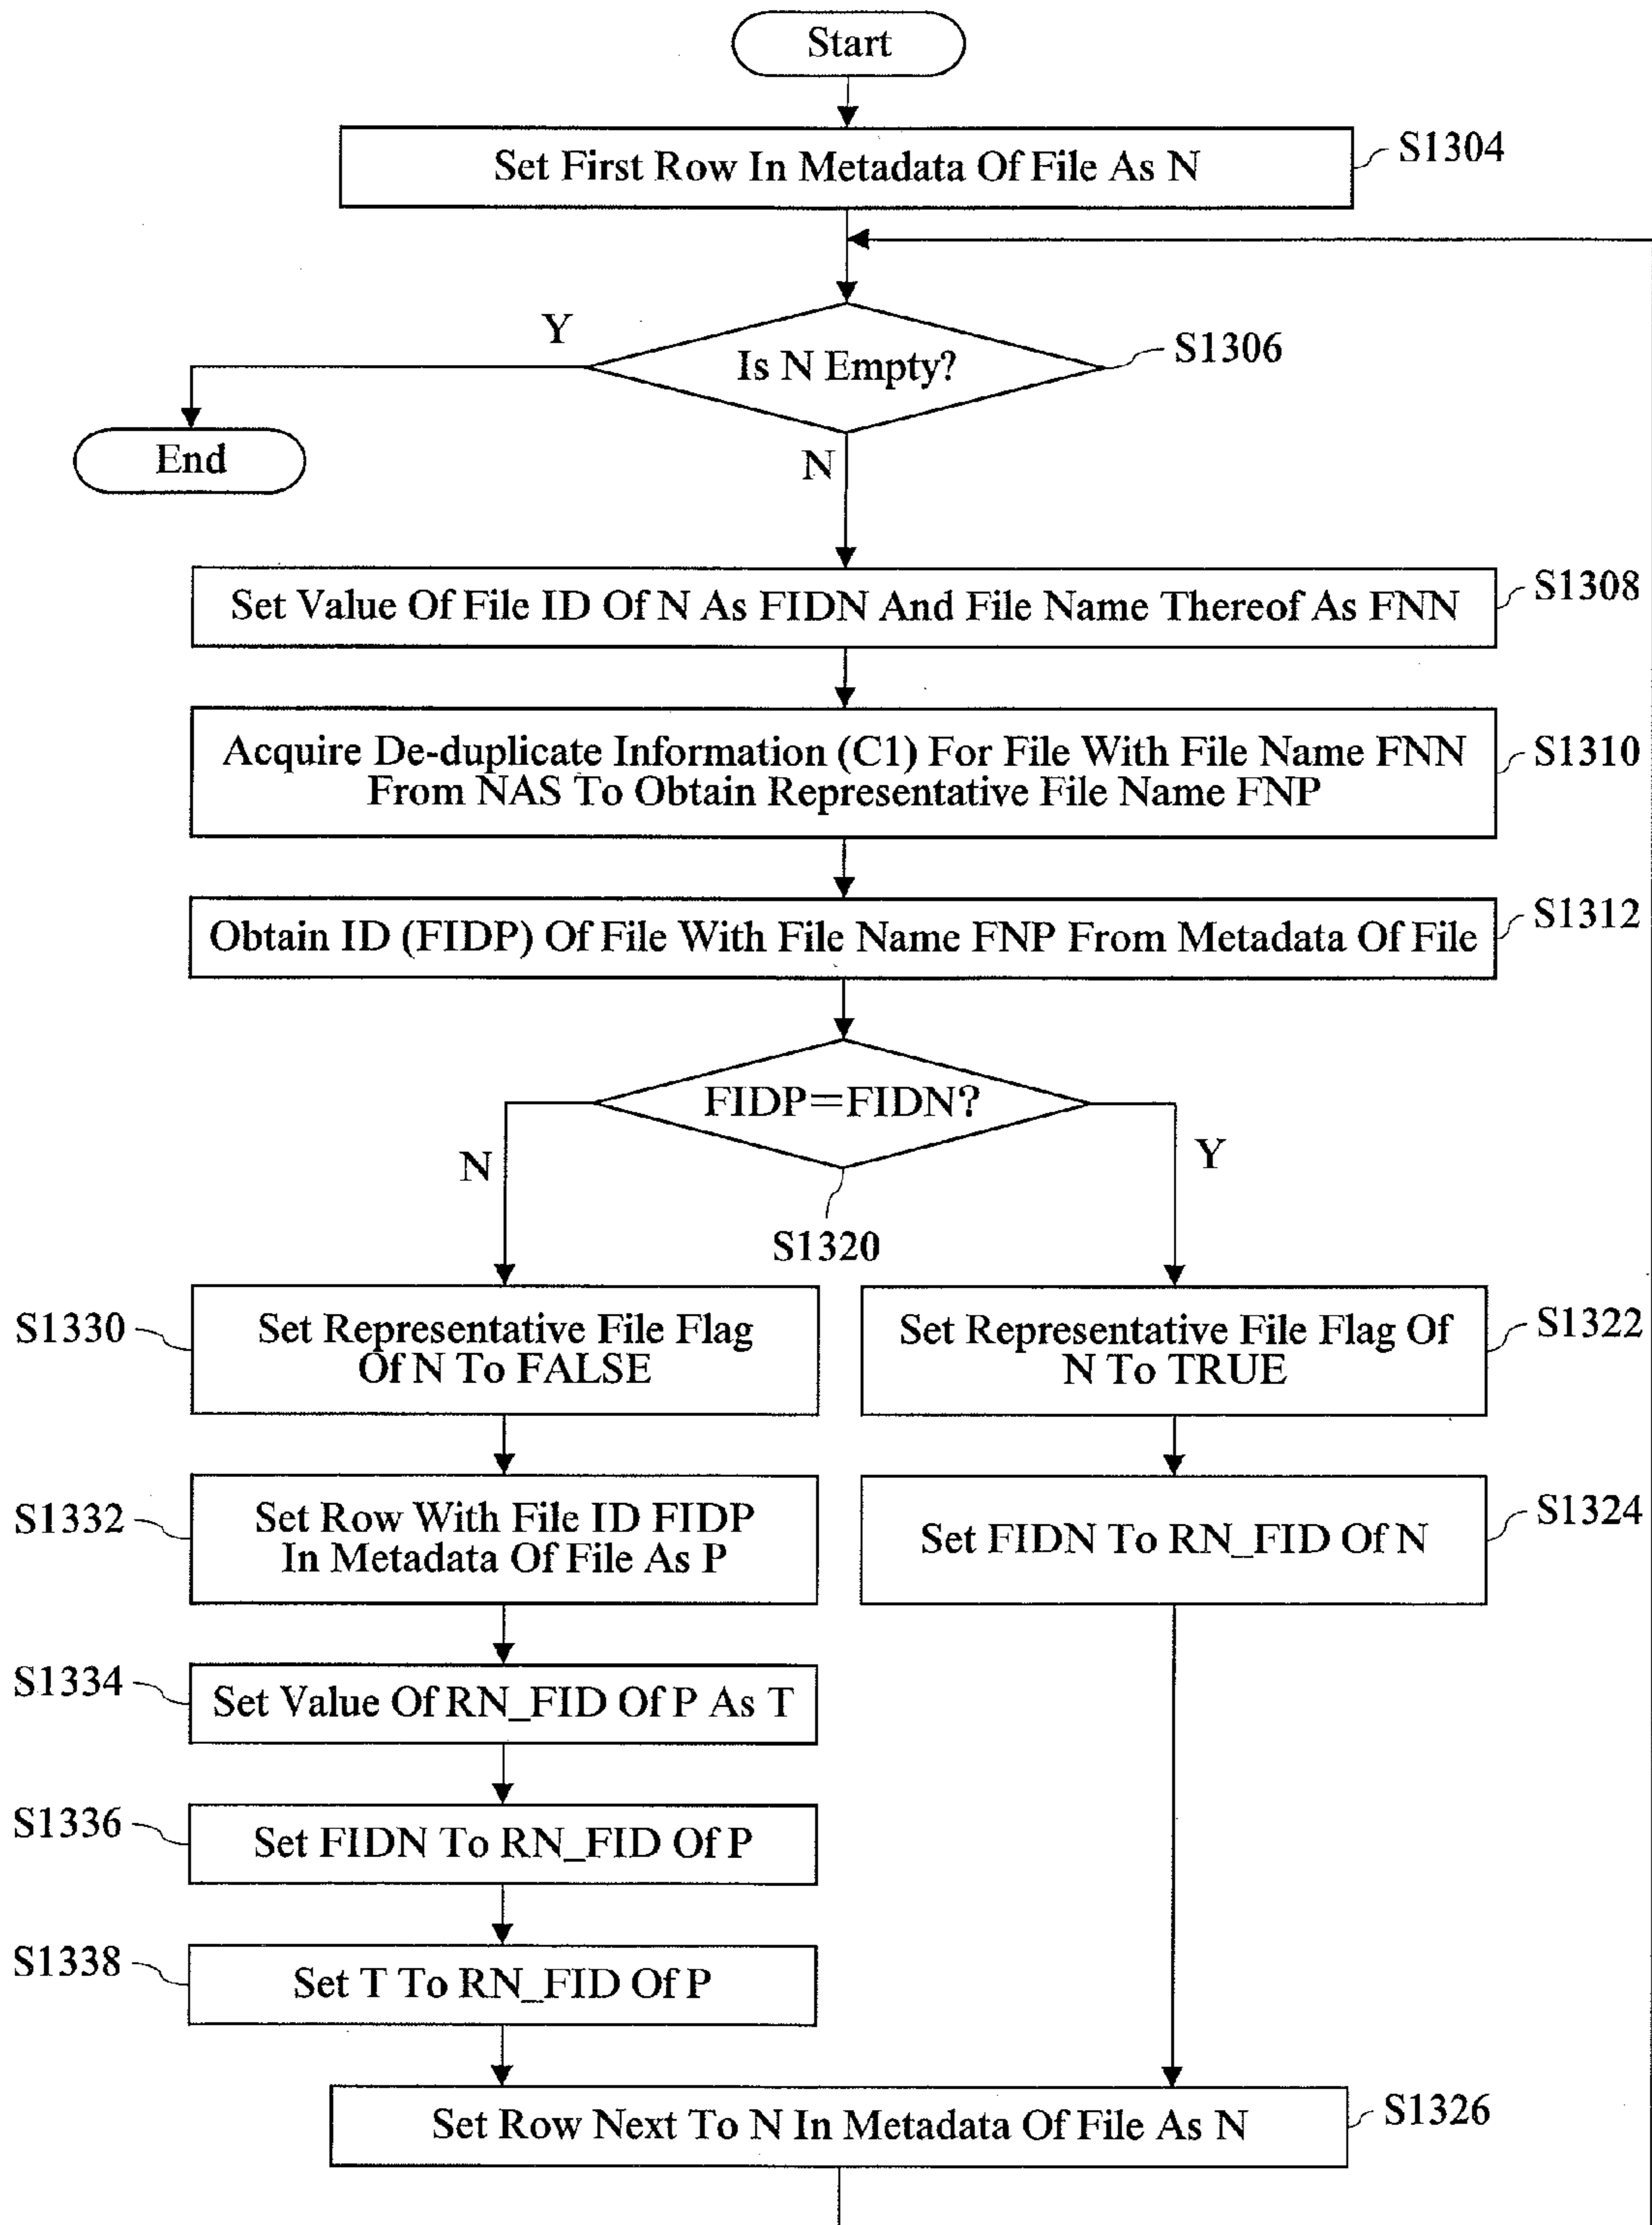 Start
Set First Row In Metadata Of File As N
S1304
Is N Empty?
S1306
Y
End
N
Set Value Of File ID Of N As FIDN And File Name Thereof As FNN
S1308
Acquire De-duplicate Information (C1) For File With File Name FNN
From NAS To Obtain Representative File Name FNP
S1310
Obtain ID (FIDP) Of File With File Name FNP From Metadata Of File
S1312
FIDP=FIDN?
N
Y
S1320
S1330
Set Representative File Flag
Of N To FALSE
Set Representative File Flag Of
N To TRUE
S1322
S1332
Set Row With File ID FIDP
In Metadata Of File As P
Set FIDN To RN_FID Of N
S1324
S1334
Set Value Of RN_FID Of P As T
S1336
Set FIDN To RN_FID Of P
S1338
Set T To RN_FID Of P
Set Row Next To N In Metadata Of File As N
S1326